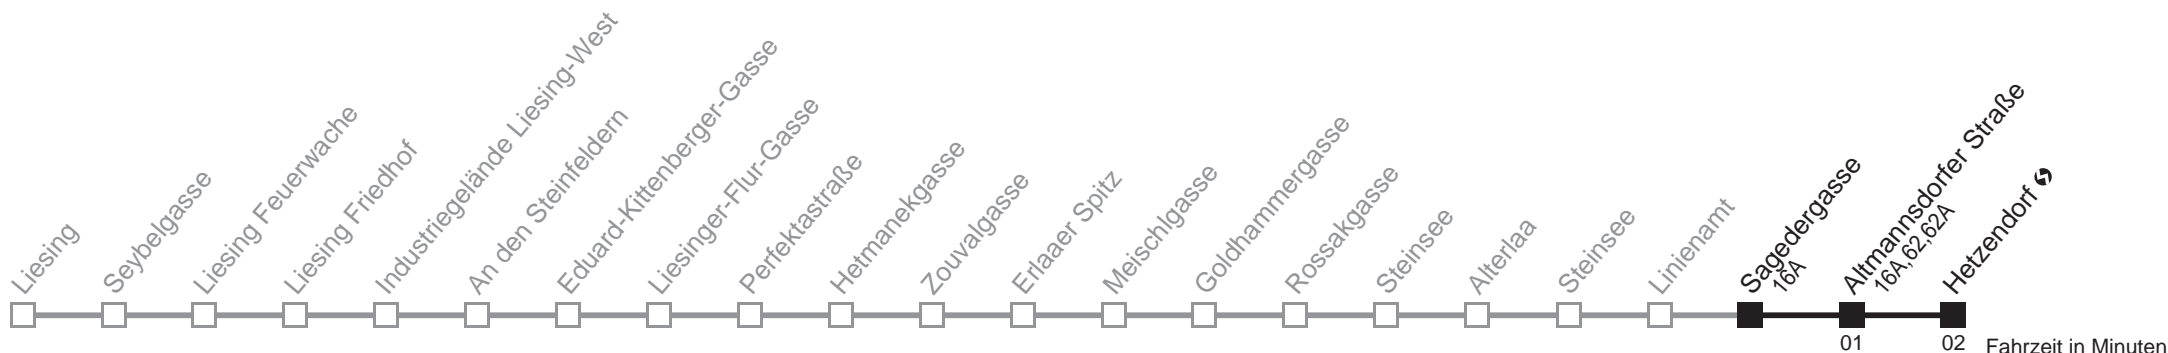 Liesing
Seybelgasse
Liesing Feuerwache
Liesing Friedhof
Industriegelände Liesing-West
An den Steinfeldern
Eduard-Kittenberger-Gasse
Liesinger-Flur-Gasse
Perfektastraße
Hetmanekgasse
Zouvalgasse
Erlaaer Spitz
Meischlgasse
Goldhammergasse
Rossakgasse
Steinsee
Alterlaa
Steinsee
Linienamt
Sagedergasse
16A
Altmannsdorfer Straße
16A,62,62A
Hetzendorf
01
02
Fahrzeit in Minuten